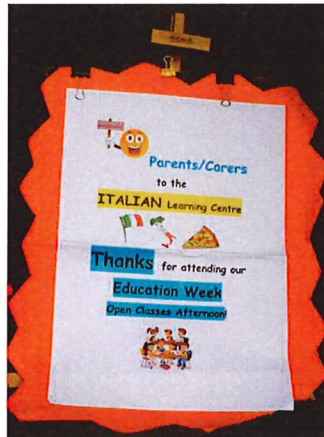 Parents/Carers
to the
ITALIAN Learning Centre
Thanks for attending our
Education Week
Open Classes Afternoon!